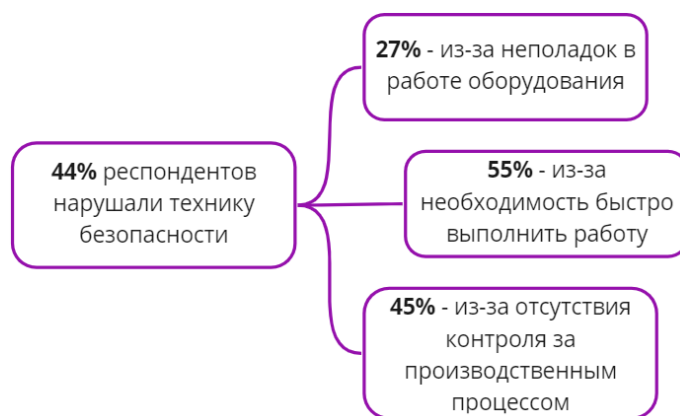 44% респондентов
нарушали технику
безопасности
27% - из-за неполадок в
работе оборудования
55% - из-за
необходимость быстро
выполнить работу
45% - из-за отсутствия
контроля за
производственным
процессом